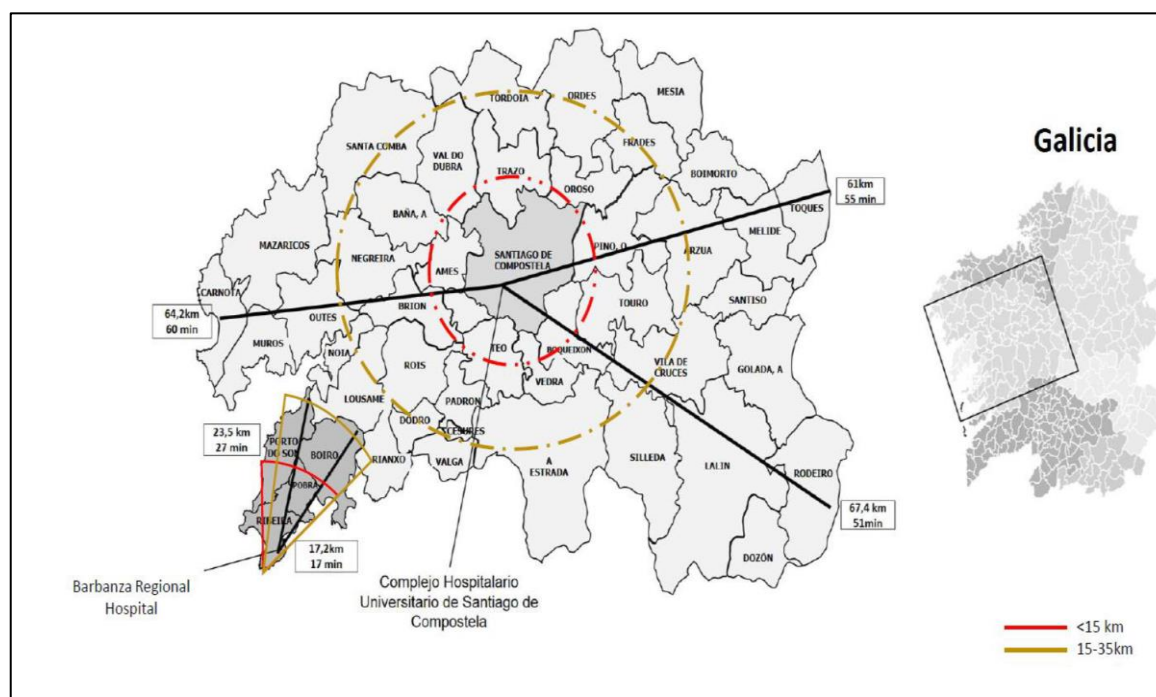 TORDOIA
ORDES
MESIA
SANTA COMBA
VAL DO
DUBRA
TRAZO
FRADES
OROSO
BOIMORTO
61km
55 min
TOQUES
BAÑA, A
MAZARICOS
NEGREIRA
AMES
SANTIAGO DE
COMPOSTELA
PINO, O
ARZUA
MELIDE
CARNOTA
64,2km
60 min
OUTES
BRION
TOURO
SANTISO
MUROS
NOIA
ROIS
TEO
BOQUEIXON
VEDRA
VILA DE
CRUCES
GOLADA, A
LOUSAME
PADRON
DODRO
VALGA
RIANXO
23,5 km
27 min
PORTO
DO SON
BOIRO
POBRA
RIBEIRA
17,2km
17 min
A
ESTRADA
SILLEDA
LALIN
RODEIRO
67,4 km
51min
DOZÓN
Barbanza Regional
Hospital
Complejo Hospitalario
Universitario de Santiago de
Compostela
Galicia
<15 km
15-35km